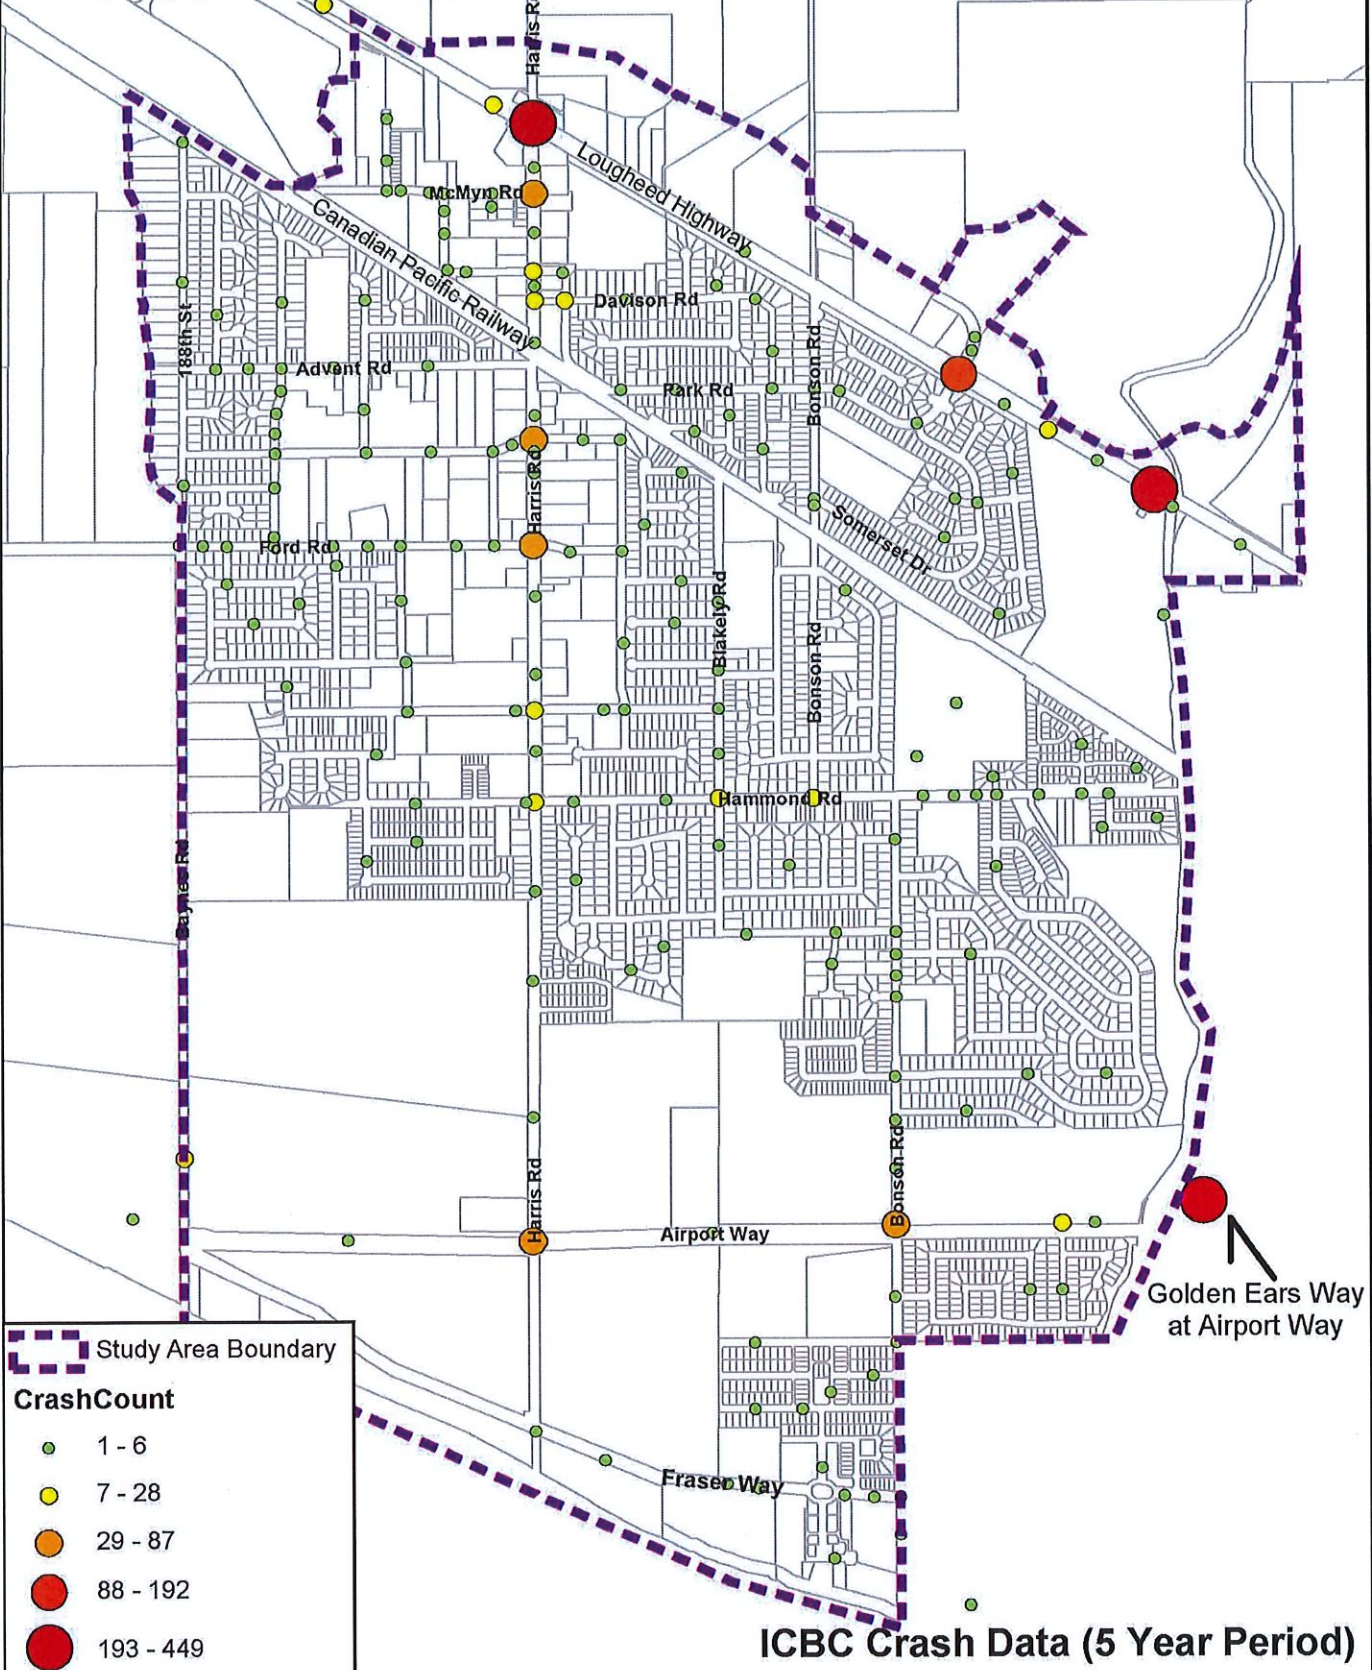 Harris R
Lougheed Highway
McMyn Rd
Canadian Pacific Railway
Davison Rd
188th St
Advent Rd
Park Rd
Bonson Rd
Harris Rd
Somerset Dr
Ford Rd
Blakely Rd
Bonson Rd
Hammond Rd
Baynes Rd
Bonson Rd
Harris Rd
Airport Way
Golden Ears Way
at Airport Way
Fraser Way
Study Area Boundary
CrashCount
1 - 6
7 - 28
29 - 87
88 - 192
193 - 449
ICBC Crash Data (5 Year Period)